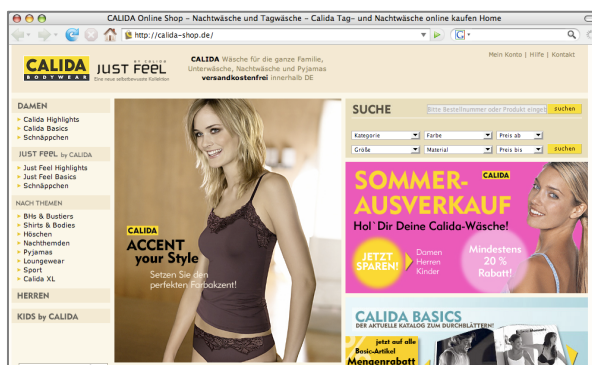 CALIDA Online Shop – Nachtwäsche und Tagwäsche – Calida Tag- und Nachtwäsche online kaufen Home
http://calida-shop.de/
Mein Konto | Hilfe | Kontakt
CALIDA
BODYWEAR
BY CALIDA
JUST FEEL
Eine neue selbstbewusste Kollektion
CALIDA Wäsche für die ganze Familie,
Unterwäsche, Nachtwäsche und Pyjamas
versandkostenfrei innerhalb DE
DAMEN
Calida Highlights
Calida Basics
Schnäppchen
JUST FEEL by CALIDA
Just Feel Highlights
Just Feel Basics
Schnäppchen
NACH THEMEN
BHs & Bustiers
Shirts & Bodies
Höschen
Nachthemden
Pyjamas
Loungewear
Sport
Calida XL
HERREN
KIDS by CALIDA
CALIDA
ACCENT
your Style
Setzen Sie den
perfekten Farbakzent!
SUCHE
Bitte Bestellnummer oder Produkt eingeb
suchen
Kategorie
Farbe
Preis ab
Größe
Material
Preis bis
suchen
SOMMER-
CALIDA
AUSVERKAUF
Hol`Dir Deine Calida-Wäsche!
JETZT
SPAREN!
Damen
Herren
Kinder
Mindestens
20 %
Rabatt!
CALIDA BASICS
DER AKTUELLE KATALOG ZUM DURCHBLÄTTERN!
jetzt auf alle
Basic-Artikel
Mengenrabatt